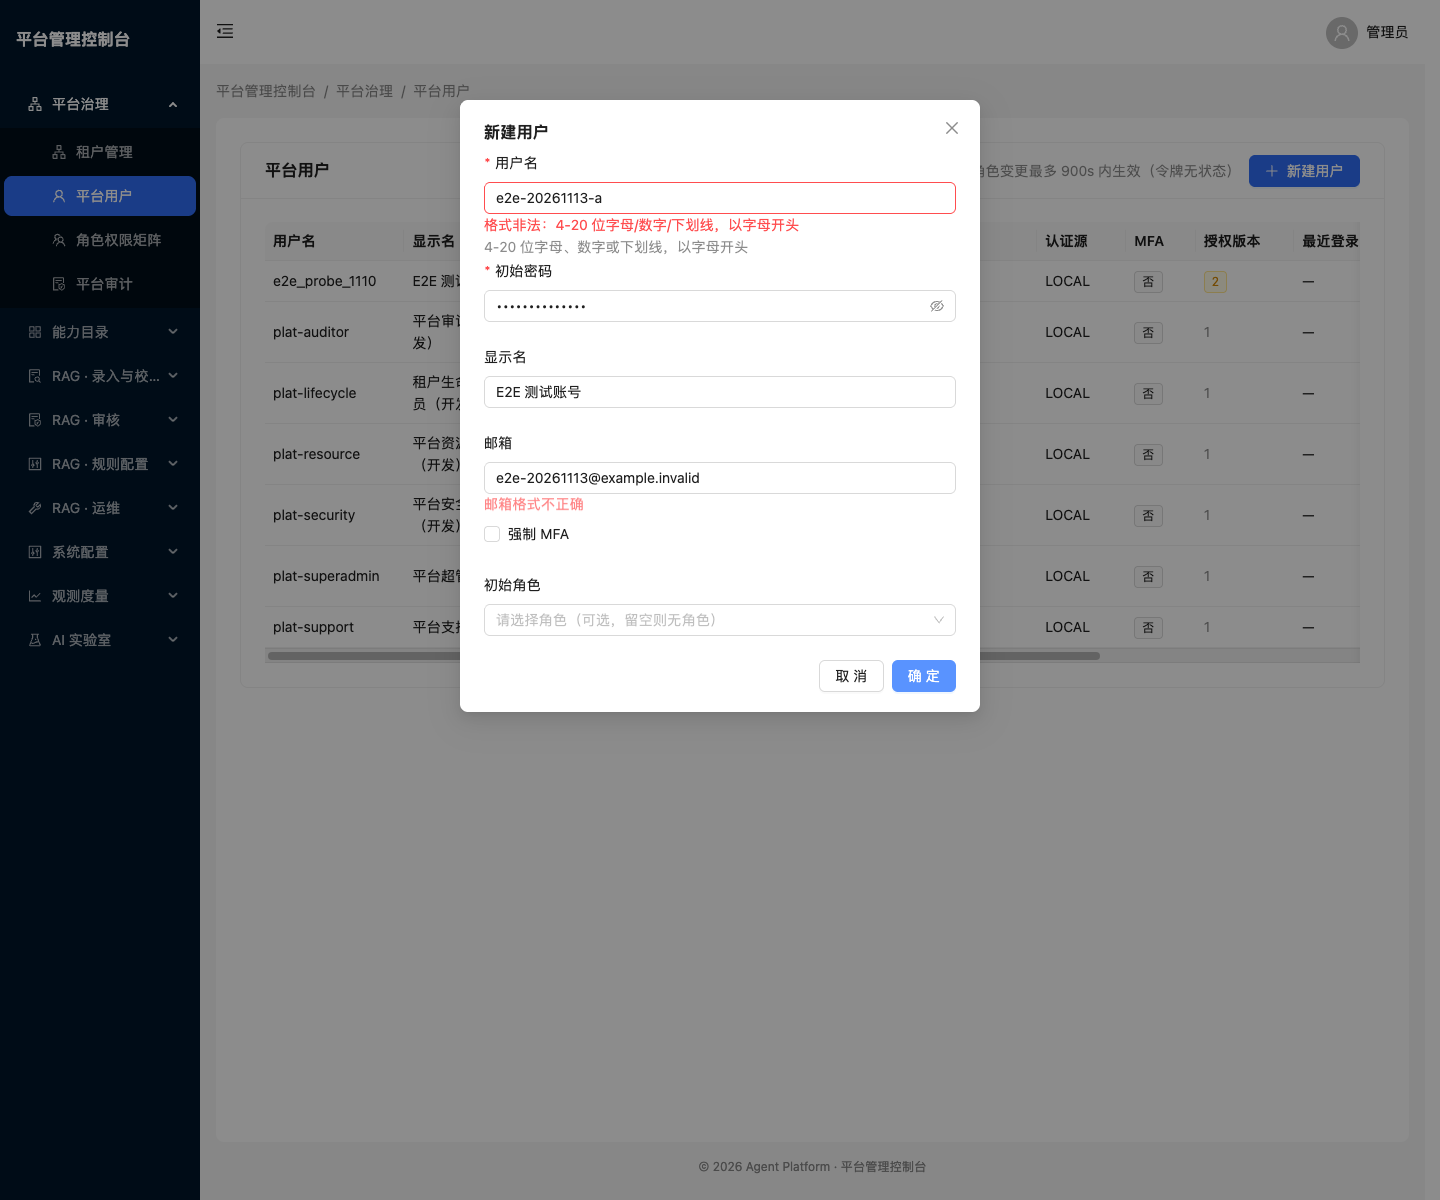 平台管理控制台
平台治理
租户管理
平台用户
角色权限矩阵
平台审计
能力目录
RAG · 录入与校...
RAG · 审核
RAG · 规则配置
RAG · 运维
系统配置
观测度量
AI 实验室
管理员
平台管理控制台 / 平台治理 / 平台用户
平台用户
色变更最多 900s 内生效（令牌无状态）
新建用户
用户名 显示名 认证源 MFA 授权版本 最近登录
e2e_probe_1110 E2E 测 LOCAL 否 2 —
plat-auditor 平台审计 LOCAL 否 1 —
发）
plat-lifecycle 租户生 LOCAL 否 1 —
员（开
plat-resource 平台资 LOCAL 否 1 —
（开发）
plat-security 平台安 LOCAL 否 1 —
（开发）
plat-superadmin 平台超 LOCAL 否 1 —
plat-support 平台支 LOCAL 否 1 —
新建用户
* 用户名
e2e-20261113-a
格式非法：4-20 位字母/数字/下划线，以字母开头
4-20 位字母、数字或下划线，以字母开头
* 初始密码
••••••••••••••
显示名
E2E 测试账号
邮箱
e2e-20261113@example.invalid
邮箱格式不正确
强制 MFA
初始角色
请选择角色（可选，留空则无角色）
取 消
确 定
© 2026 Agent Platform · 平台管理控制台